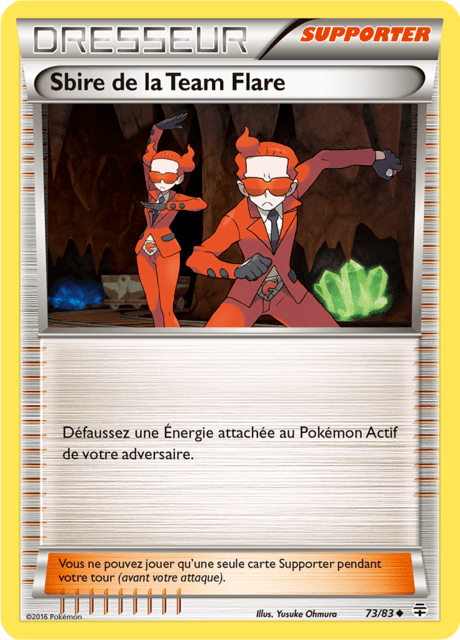 DRESSEUR
SUPPORTER
Sbire de la Team Flare
Défaussez une Énergie attachée au Pokémon Actif
de votre adversaire.
Vous ne pouvez jouer qu'une seule carte Supporter pendant
votre tour (avant votre attaque).
©2016 Pokémon
Illus. Yusuke Ohmura
73/83